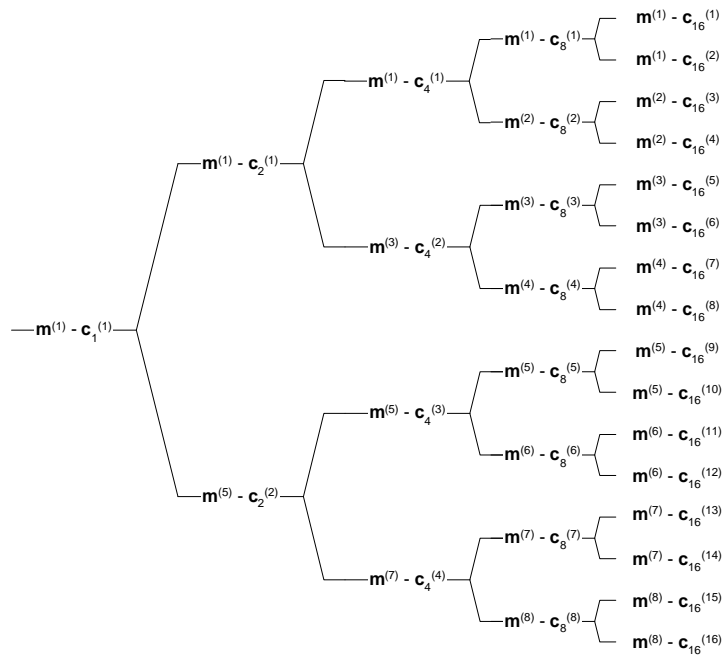 m(1) - c1(1)
m(1) - c2(1)
m(5) - c2(2)
m(1) - c4(1)
m(3) - c4(2)
m(5) - c4(3)
m(7) - c4(4)
m(1) - c8(1)
m(2) - c8(2)
m(3) - c8(3)
m(4) - c8(4)
m(5) - c8(5)
m(6) - c8(6)
m(7) - c8(7)
m(8) - c8(8)
m(1) - c16(1)
m(1) - c16(2)
m(2) - c16(3)
m(2) - c16(4)
m(3) - c16(5)
m(3) - c16(6)
m(4) - c16(7)
m(4) - c16(8)
m(5) - c16(9)
m(5) - c16(10)
m(6) - c16(11)
m(6) - c16(12)
m(7) - c16(13)
m(7) - c16(14)
m(8) - c16(15)
m(8) - c16(16)